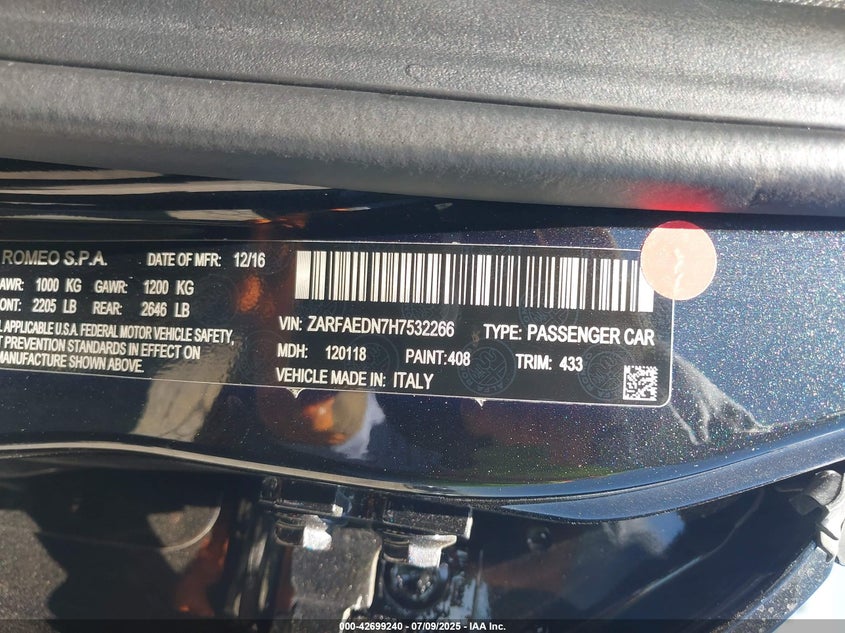 ROMEO S.P.A. DATE OF MFR: 12/16
AWR: 1000 KG GAWR: 1200 KG
ONT: 2205 LB REAR: 2646 LB
L APPLICABLE U.S.A. FEDERAL MOTOR VEHICLE SAFETY,
T PREVENTION STANDARDS IN EFFECT ON
MANUFACTURE SHOWN ABOVE.
VIN: ZARFAEDN7H7532266 TYPE: PASSENGER CAR
MDH: 120118 PAINT: 408 TRIM: 433
VEHICLE MADE IN: ITALY
000-42699240 - 07/09/2025 - IAA Inc.